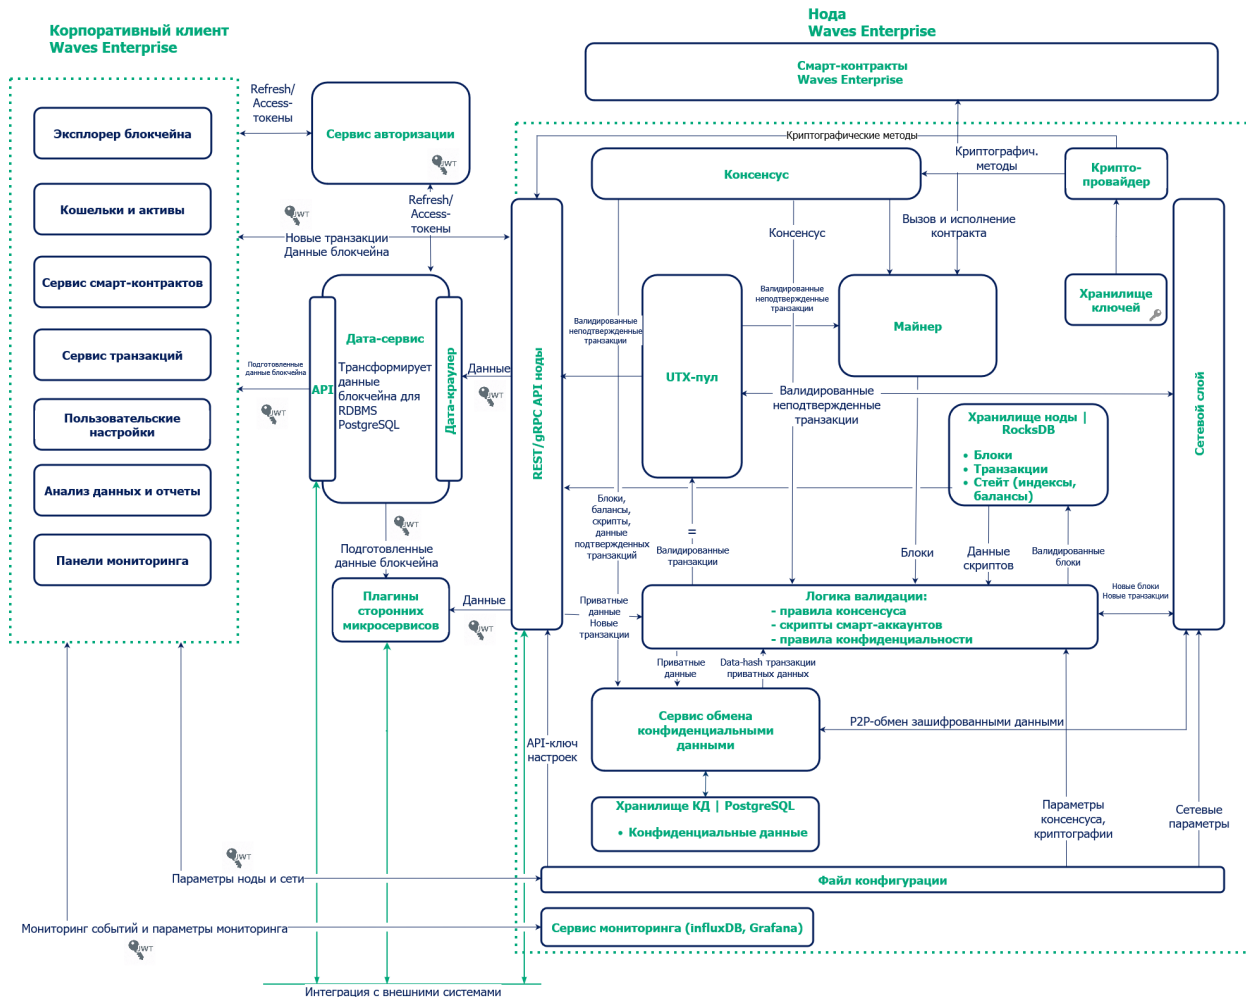 Корпоративный клиент
Waves Enterprise
Нода
Waves Enterprise
Смарт-контракты
Waves Enterprise
Эксплорер блокчейна
Кошельки и активы
Сервис смарт-контрактов
Сервис транзакций
Пользовательские
настройки
Анализ данных и отчеты
Панели мониторинга
Refresh/
Access-
токены
Сервис авторизации
JWT
Refresh/
Access-
токены
JWT
Новые транзакции
Данные блокчейна
Дата-сервис
Трансформирует
данные
блокчейна для
RDBMS
PostgreSQL
API
Дата-краулер
Подготовленные
данные блокчейна
JWT
Данные
JWT
JWT
Подготовленные
данные блокчейна
Плагины
сторонних
микросервисов
Данные
JWT
REST/gRPC API ноды
Криптографические методы
Консенсус
Криптографич.
методы
Крипто-
провайдер
Вызов и исполнение
контракта
Консенсус
Хранилище
ключей
Валидированные
неподтвержденные
транзакции
UTX-пул
Валидированные
неподтвержденные
транзакции
Майнер
Валидированные
неподтвержденные
транзакции
Хранилище ноды |
RocksDB
• Блоки
• Транзакции
• Стейт (индексы,
балансы)
Сетевой слой
Блоки,
балансы,
скрипты,
данные
подтвержденных
транзакций
=
Валидированные
транзакции
Блоки
Данные
скриптов
Валидированные
блоки
Новые блоки
Новые транзакции
Приватные
данные
Новые
транзакции
Логика валидации:
- правила консенсуса
- скрипты смарт-аккаунтов
- правила конфиденциальности
Приватные
данные
Data-hash транзакции
приватных данных
Сервис обмена
конфиденциальными
данными
P2P-обмен зашифрованными данными
API-ключ
настроек
Хранилище КД | PostgreSQL
• Конфиденциальные данные
Параметры
консенсуса,
криптографии
Сетевые
параметры
JWT
Параметры ноды и сети
Файл конфигурации
Мониторинг событий и параметры мониторинга
JWT
Сервис мониторинга (influxDB, Grafana)
Интеграция с внешними системами